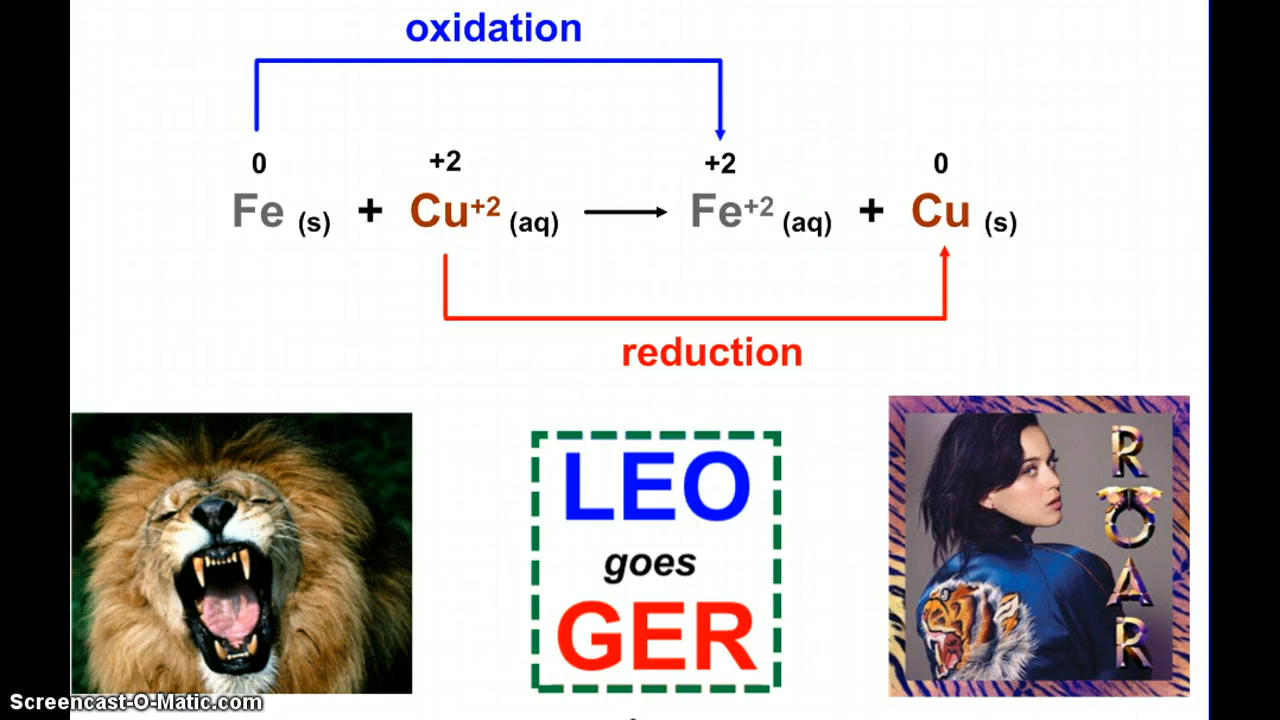 oxidation
0 +2 +2 0
Fe (s) + Cu+2 (aq) → Fe+2 (aq) + Cu (s)
reduction
LEO
goes
GER
ROAR
Screencast-O-Matic.com